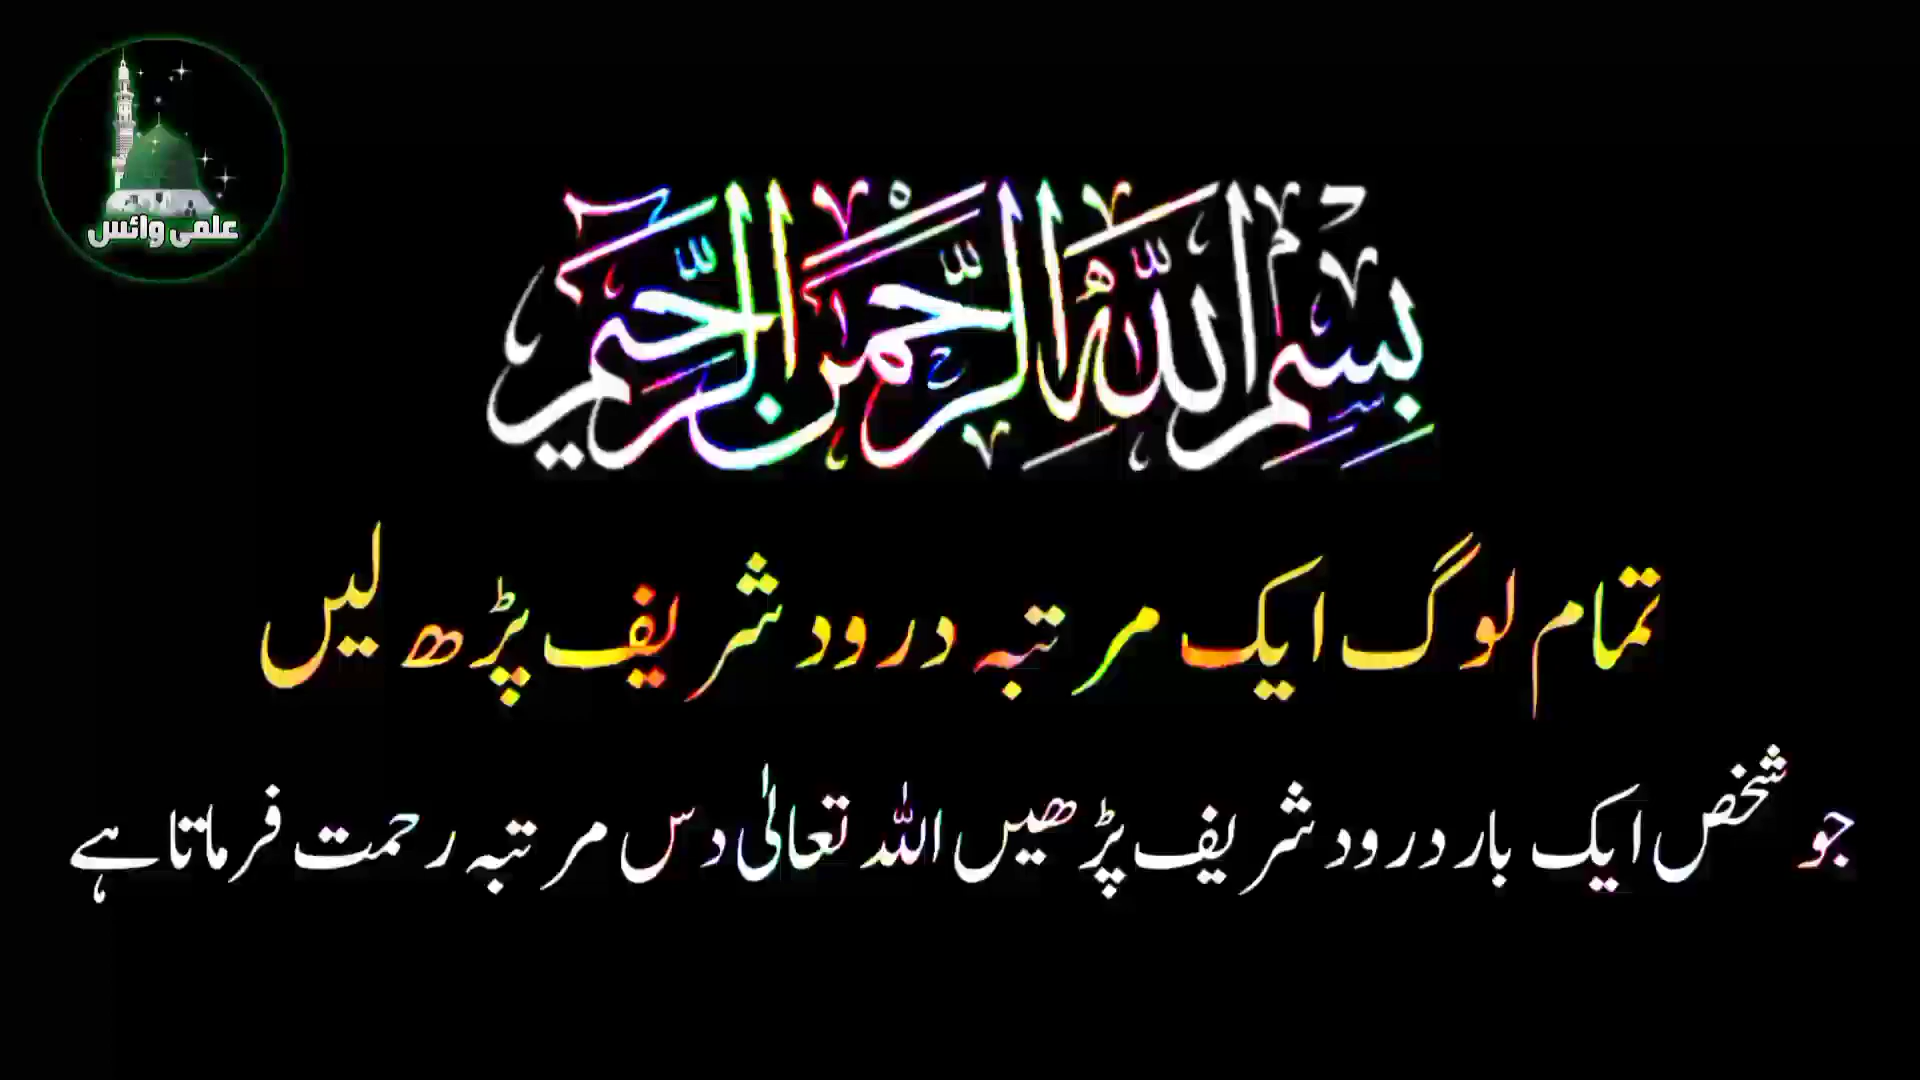 علمی وائس
بِسْمِ اللّٰهِ الرَّحْمٰنِ الرَّحِيْمِ
تمام لوگ ایک مرتبہ درود شریف پڑھ لیں
جو شخص ایک بار درود شریف پڑھیں اللہ تعالیٰ دس مرتبہ رحمت فرماتا ہے